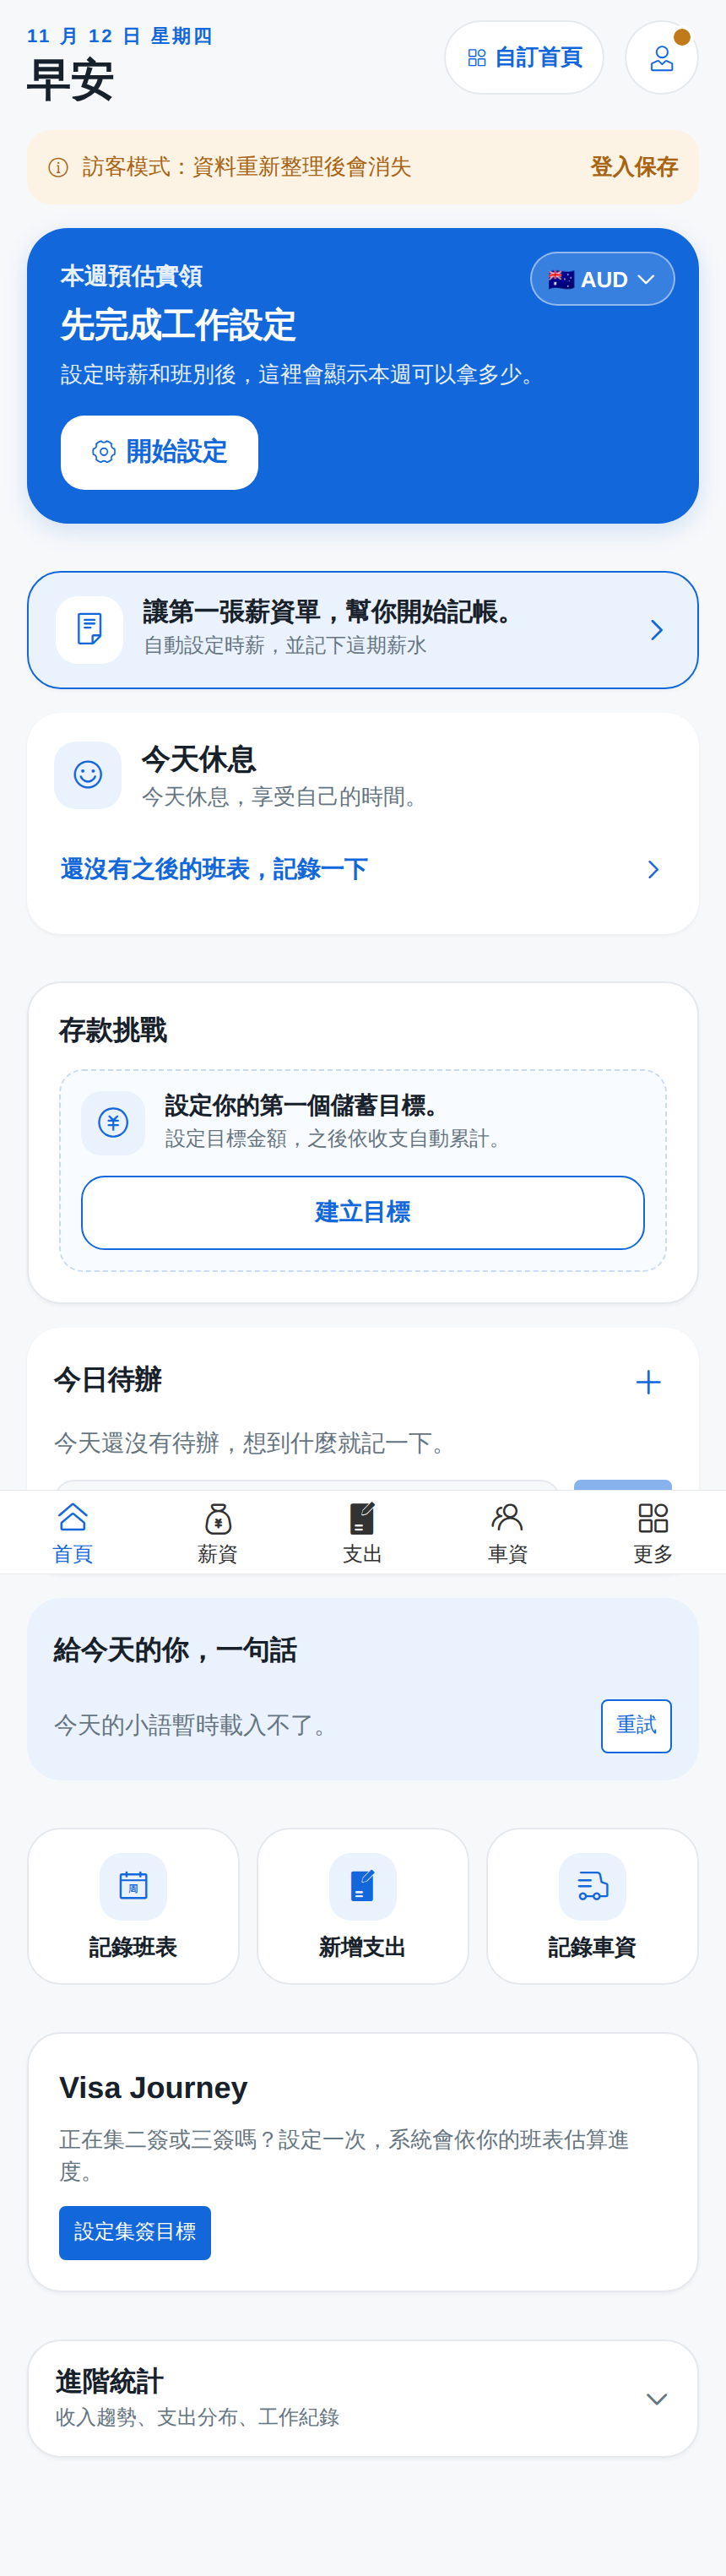 11 月 12 日 星期四
早安
自訂首頁
訪客模式：資料重新整理後會消失
登入保存
本週預估實領
AUD
先完成工作設定
設定時薪和班別後，這裡會顯示本週可以拿多少。
開始設定
讓第一張薪資單，幫你開始記帳。
自動設定時薪，並記下這期薪水
今天休息
今天休息，享受自己的時間。
還沒有之後的班表，記錄一下
存款挑戰
設定你的第一個儲蓄目標。
設定目標金額，之後依收支自動累計。
建立目標
今日待辦
今天還沒有待辦，想到什麼就記一下。
首頁
薪資
支出
車資
更多
給今天的你，一句話
今天的小語暫時載入不了。
重試
周
記錄班表
新增支出
記錄車資
Visa Journey
正在集二簽或三簽嗎？設定一次，系統會依你的班表估算進
度。
設定集簽目標
進階統計
收入趨勢、支出分布、工作紀錄